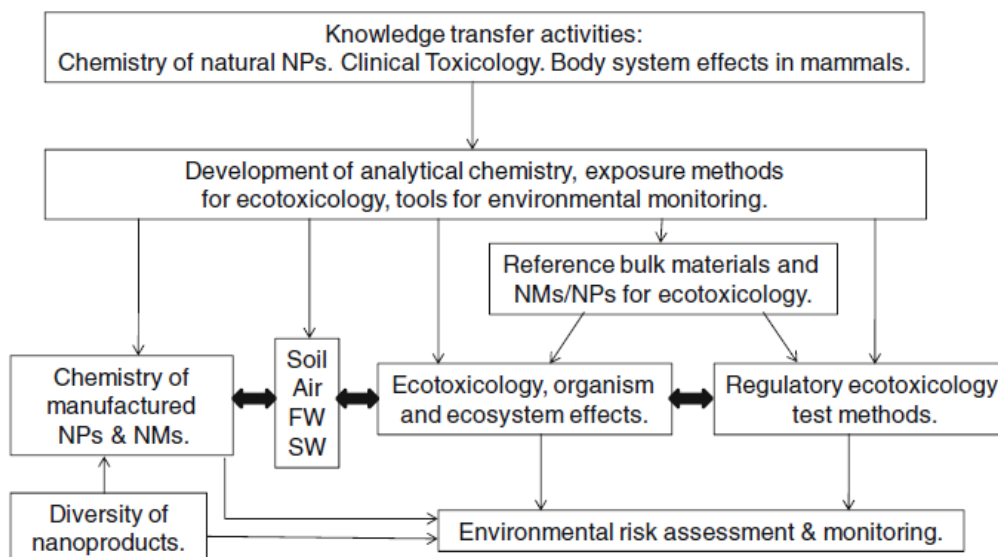 Knowledge transfer activities:
Chemistry of natural NPs. Clinical Toxicology. Body system effects in mammals.
Development of analytical chemistry, exposure methods
for ecotoxicology, tools for environmental monitoring.
Reference bulk materials and
NMs/NPs for ecotoxicology.
Chemistry of
manufactured
NPs & NMs.
Soil
Air
FW
SW
Ecotoxicology, organism
and ecosystem effects.
Regulatory ecotoxicology
test methods.
Diversity of
nanoproducts.
Environmental risk assessment & monitoring.